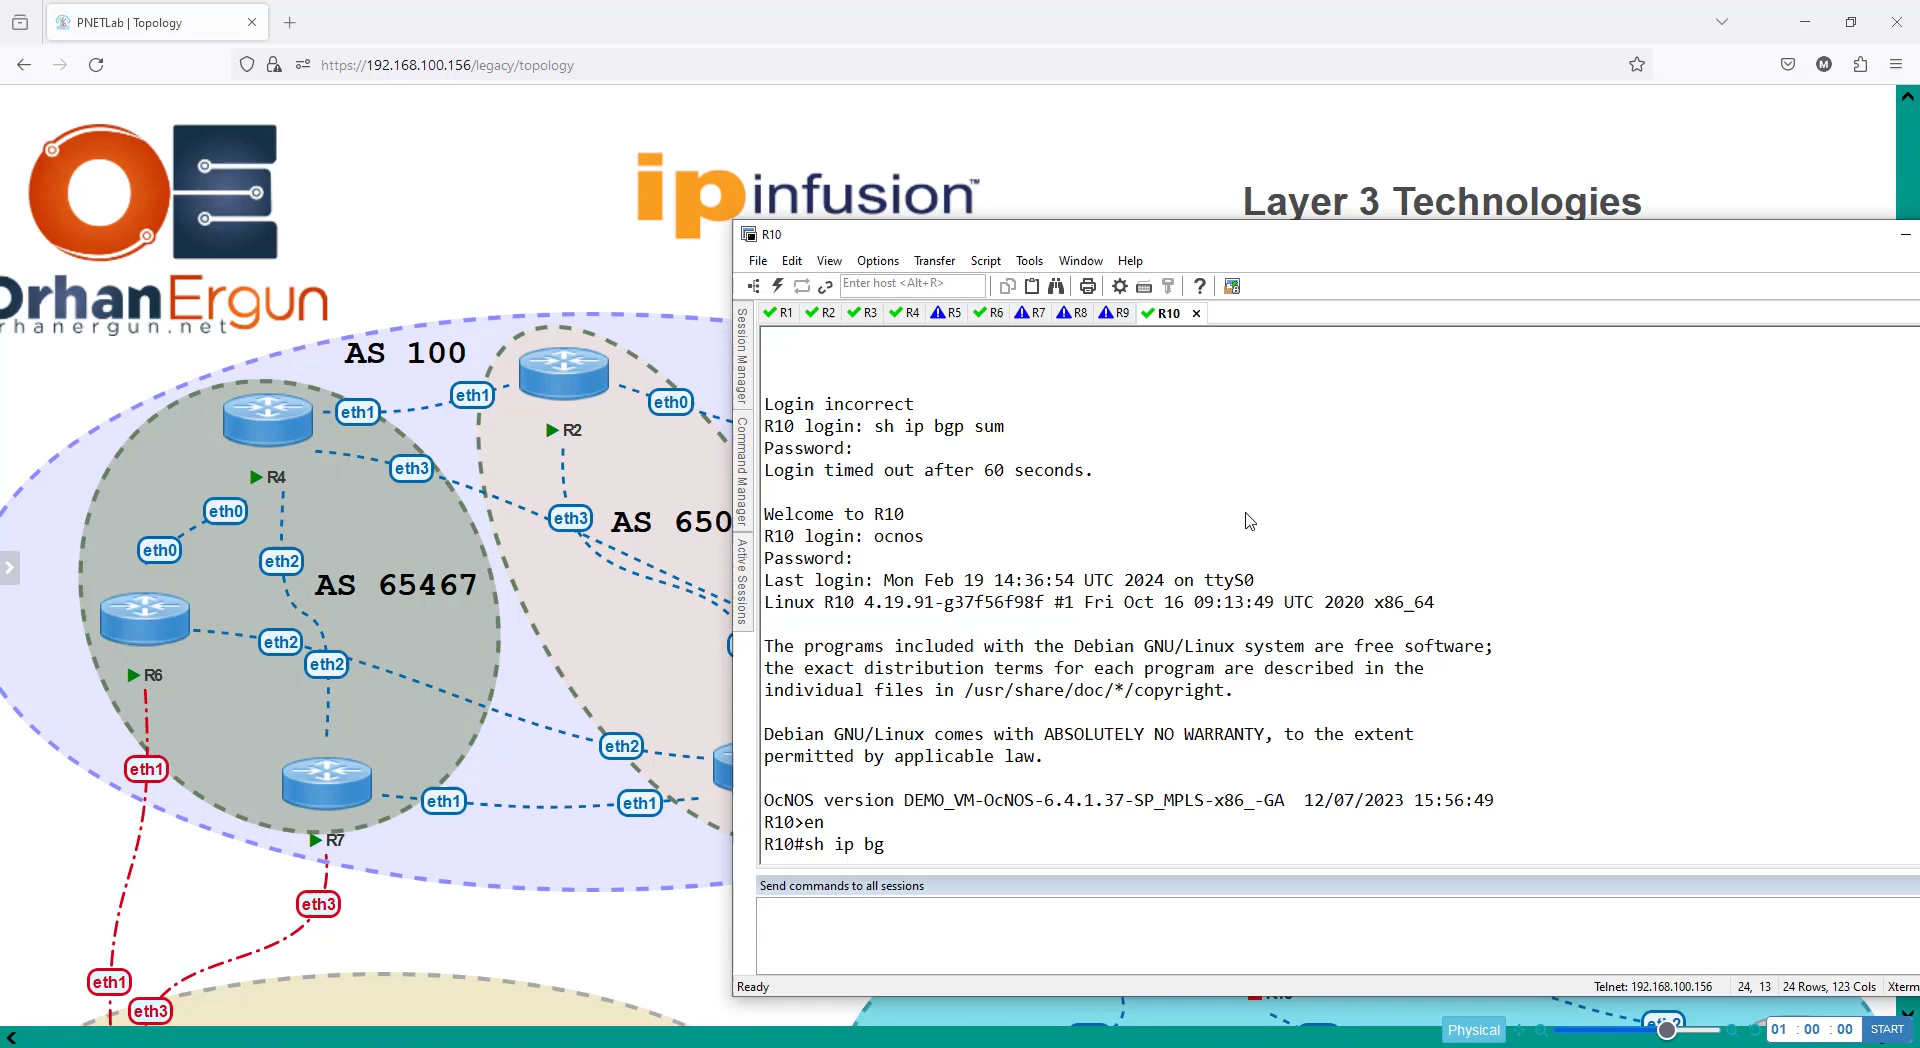 PNETLab | Topology
https://192.168.100.156/legacy/topology
M
OE
OrhanErgun
rhanergun.net
ip infusion™
Layer 3 Technologies
R10
File Edit View Options Transfer Script Tools Window Help
Enter host <Alt+R>
R1 R2 R3 R4 R5 R6 R7 R8 R9 R10
Session Manager
Command Manager
Active Sessions
Login incorrect
R10 login: sh ip bgp sum
Password:
Login timed out after 60 seconds.
Welcome to R10
R10 login: ocnos
Password:
Last login: Mon Feb 19 14:36:54 UTC 2024 on ttyS0
Linux R10 4.19.91-g37f56f98f #1 Fri Oct 16 09:13:49 UTC 2020 x86_64
The programs included with the Debian GNU/Linux system are free software;
the exact distribution terms for each program are described in the
individual files in /usr/share/doc/*/copyright.
Debian GNU/Linux comes with ABSOLUTELY NO WARRANTY, to the extent
permitted by applicable law.
OcNOS version DEMO_VM-OcNOS-6.4.1.37-SP_MPLS-x86_-GA 12/07/2023 15:56:49
R10>en
R10#sh ip bg
Send commands to all sessions
Ready
Telnet: 192.168.100.156 24, 13 24 Rows, 123 Cols Xterm
AS 100
eth1
eth1
eth0
R2
R4
eth3
eth0
eth3
AS 650
eth0
eth2
AS 65467
eth2
eth2
R6
eth2
eth1
eth1
eth1
R7
eth3
eth1
eth3
Physical
01 : 00 : 00
START